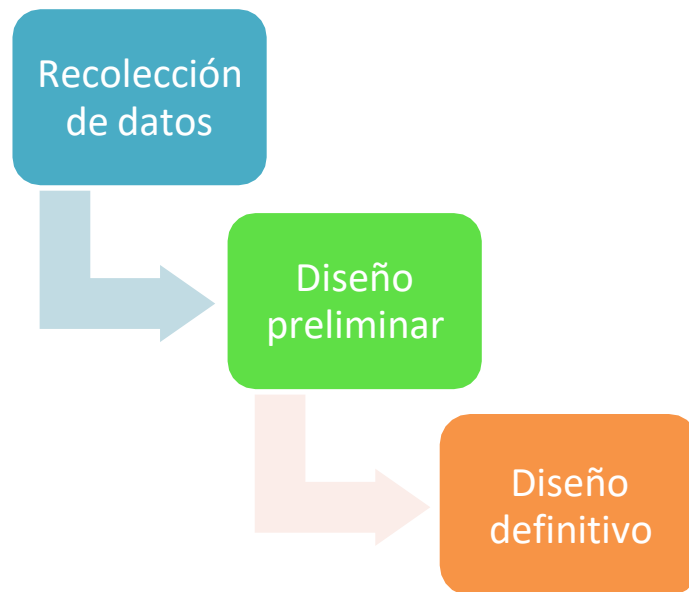 Recolección
de datos
Diseño
preliminar
Diseño
definitivo